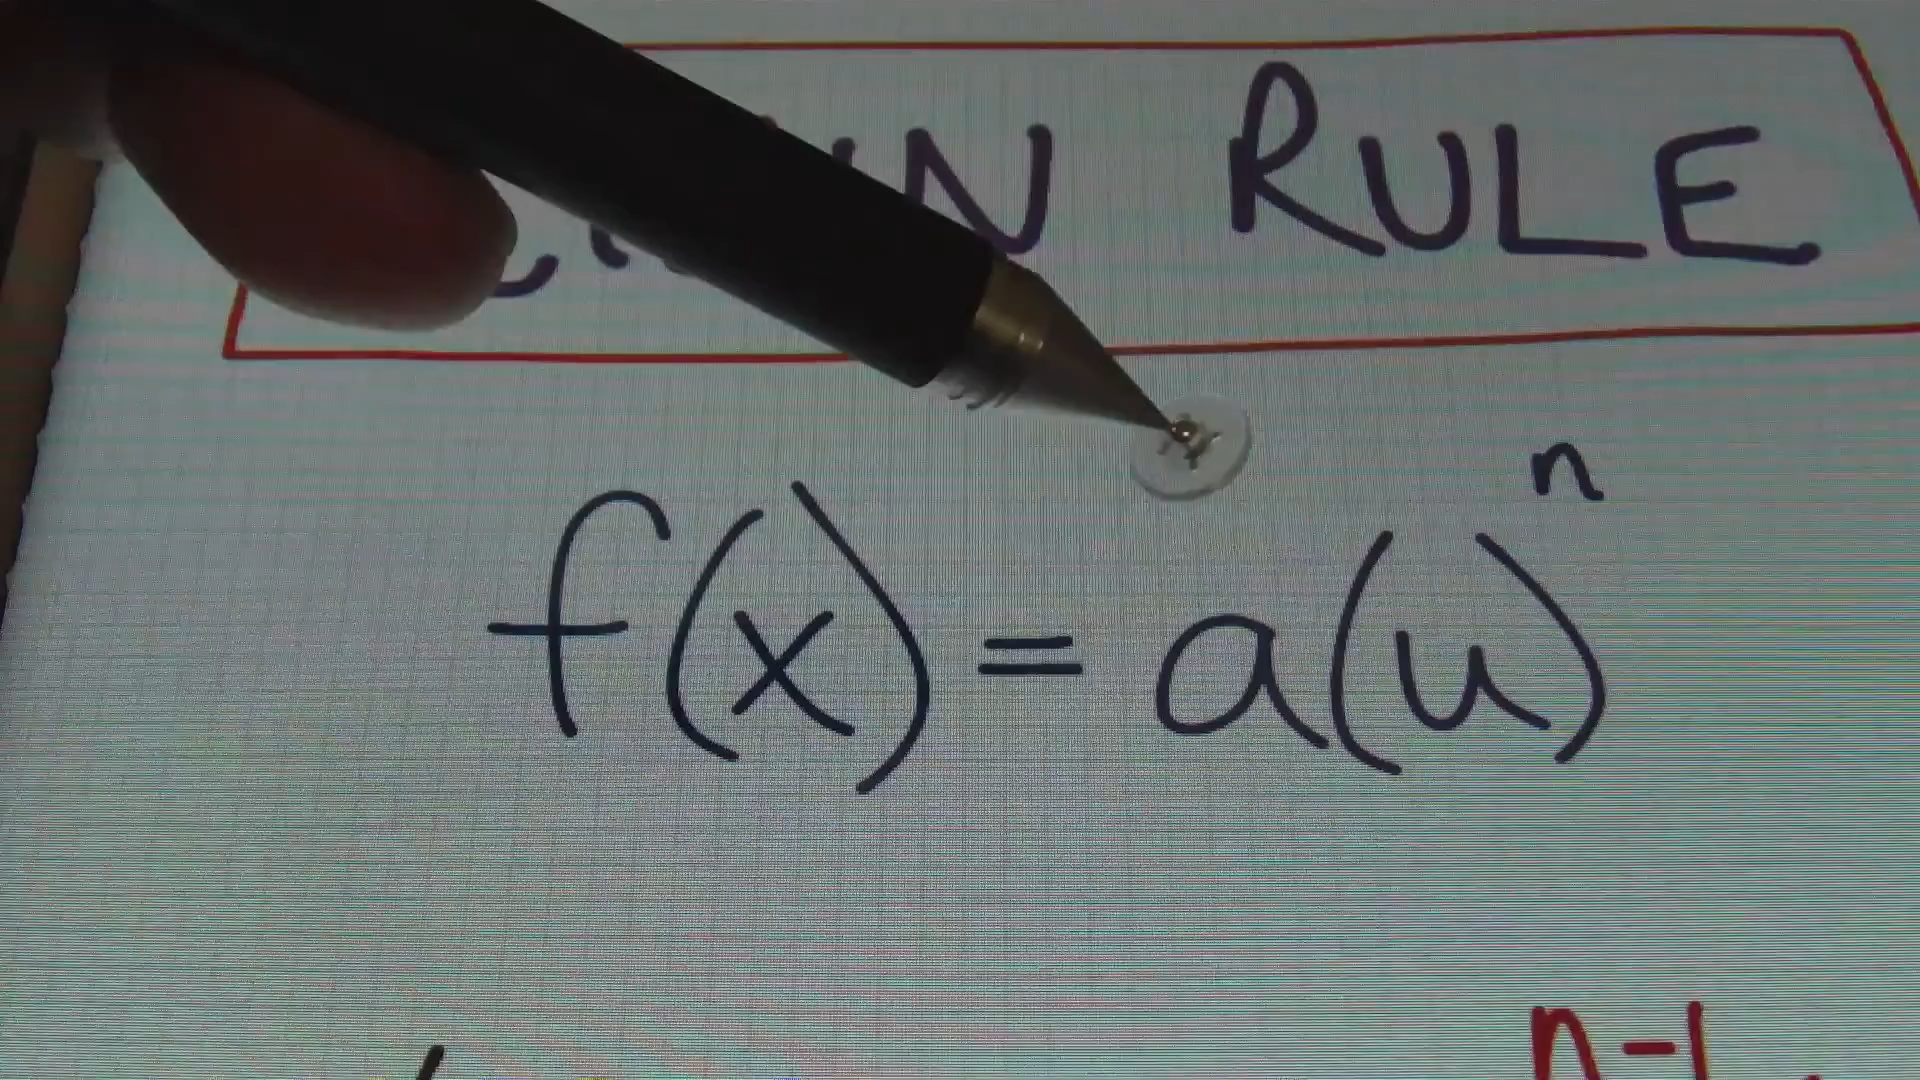 RULE
f(x) = a(u)ⁿ
n-1